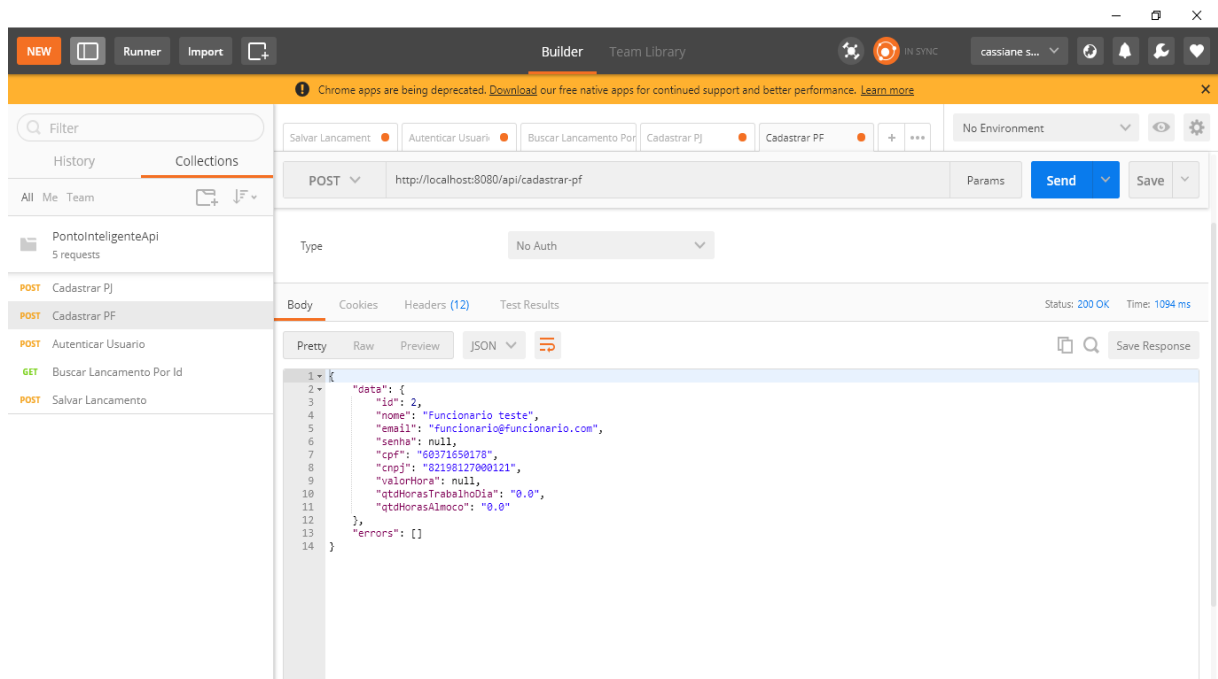 NEW Runner Import Builder Team Library IN SYNC cassiane s...
Chrome apps are being deprecated. Download our free native apps for continued support and better performance. Learn more
Filter
History Collections
All Me Team
PontoInteligenteApi
5 requests
POST Cadastrar PJ
POST Cadastrar PF
POST Autenticar Usuario
GET Buscar Lancamento Por Id
POST Salvar Lancamento
Salvar Lancament Autenticar Usuari Buscar Lancamento Por Cadastrar PJ Cadastrar PF + ••• No Environment
POST http://localhost:8080/api/cadastrar-pf Params Send Save
Type No Auth
Body Cookies Headers (12) Test Results Status: 200 OK Time: 1094 ms
Pretty Raw Preview JSON Save Response
1 {
2 "data": {
3 "id": 2,
4 "nome": "Funcionario teste",
5 "email": "funcionario@funcionario.com",
6 "senha": null,
7 "cpf": "60371650178",
8 "cnpj": "82198127000121",
9 "valorHora": null,
10 "qtdHorasTrabalhoDia": "0.0",
11 "qtdHorasAlmoco": "0.0"
12 },
13 "errors": []
14 }